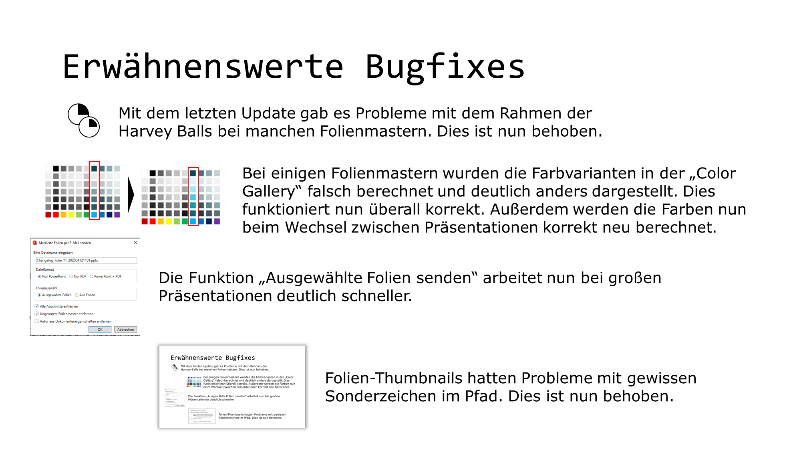 Erwähnenswerte Bugfixes
Mit dem letzten Update gab es Probleme mit dem Rahmen der
Harvey Balls bei manchen Folienmastern. Dies ist nun behoben.
Bei einigen Folienmastern wurden die Farbvarianten in der „Color
Gallery“ falsch berechnet und deutlich anders dargestellt. Dies
funktioniert nun überall korrekt. Außerdem werden die Farben nun
beim Wechsel zwischen Präsentationen korrekt neu berechnet.
Die Funktion „Ausgewählte Folien senden“ arbeitet nun bei großen
Präsentationen deutlich schneller.
OK
Abbrechen
Erwähnenswerte Bugfixes
Folien-Thumbnails hatten Probleme mit gewissen
Sonderzeichen im Pfad. Dies ist nun behoben.